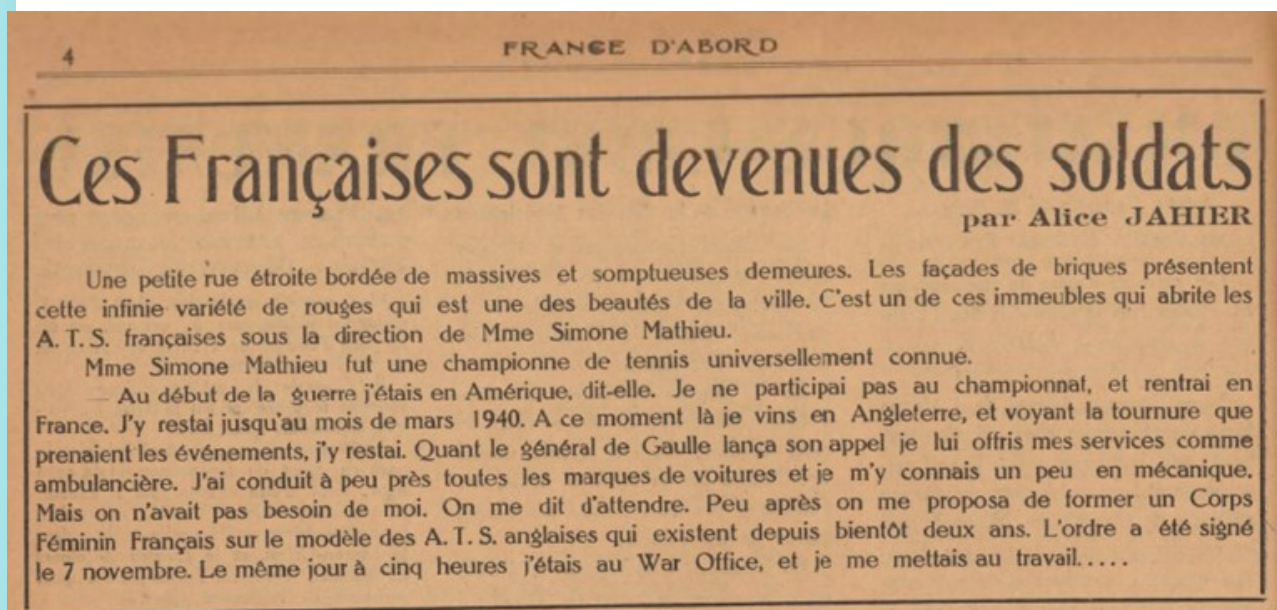 4
FRANCE D'ABORD
Ces Françaises sont devenues des soldats
par Alice JAHIER
Une petite rue étroite bordée de massives et somptueuses demeures. Les façades de briques présentent
cette infinie variété de rouges qui est une des beautés de la ville. C'est un de ces immeubles qui abrite les
A. T. S. françaises sous la direction de Mme Simone Mathieu.
Mme Simone Mathieu fut une championne de tennis universellement connue.
— Au début de la guerre j'étais en Amérique, dit-elle. Je ne participai pas au championnat, et rentrai en
France. J'y restai jusqu'au mois de mars 1940. A ce moment là je vins en Angleterre, et voyant la tournure que
prenaient les événements, j'y restai. Quant le général de Gaulle lança son appel je lui offris mes services comme
ambulancière. J'ai conduit à peu près toutes les marques de voitures et je m'y connais un peu en mécanique.
Mais on n'avait pas besoin de moi. On me dit d'attendre. Peu après on me proposa de former un Corps
Féminin Français sur le modèle des A. T. S. anglaises qui existent depuis bientôt deux ans. L'ordre a été signé
le 7 novembre. Le même jour à cinq heures j'étais au War Office, et je me mettais au travail.....